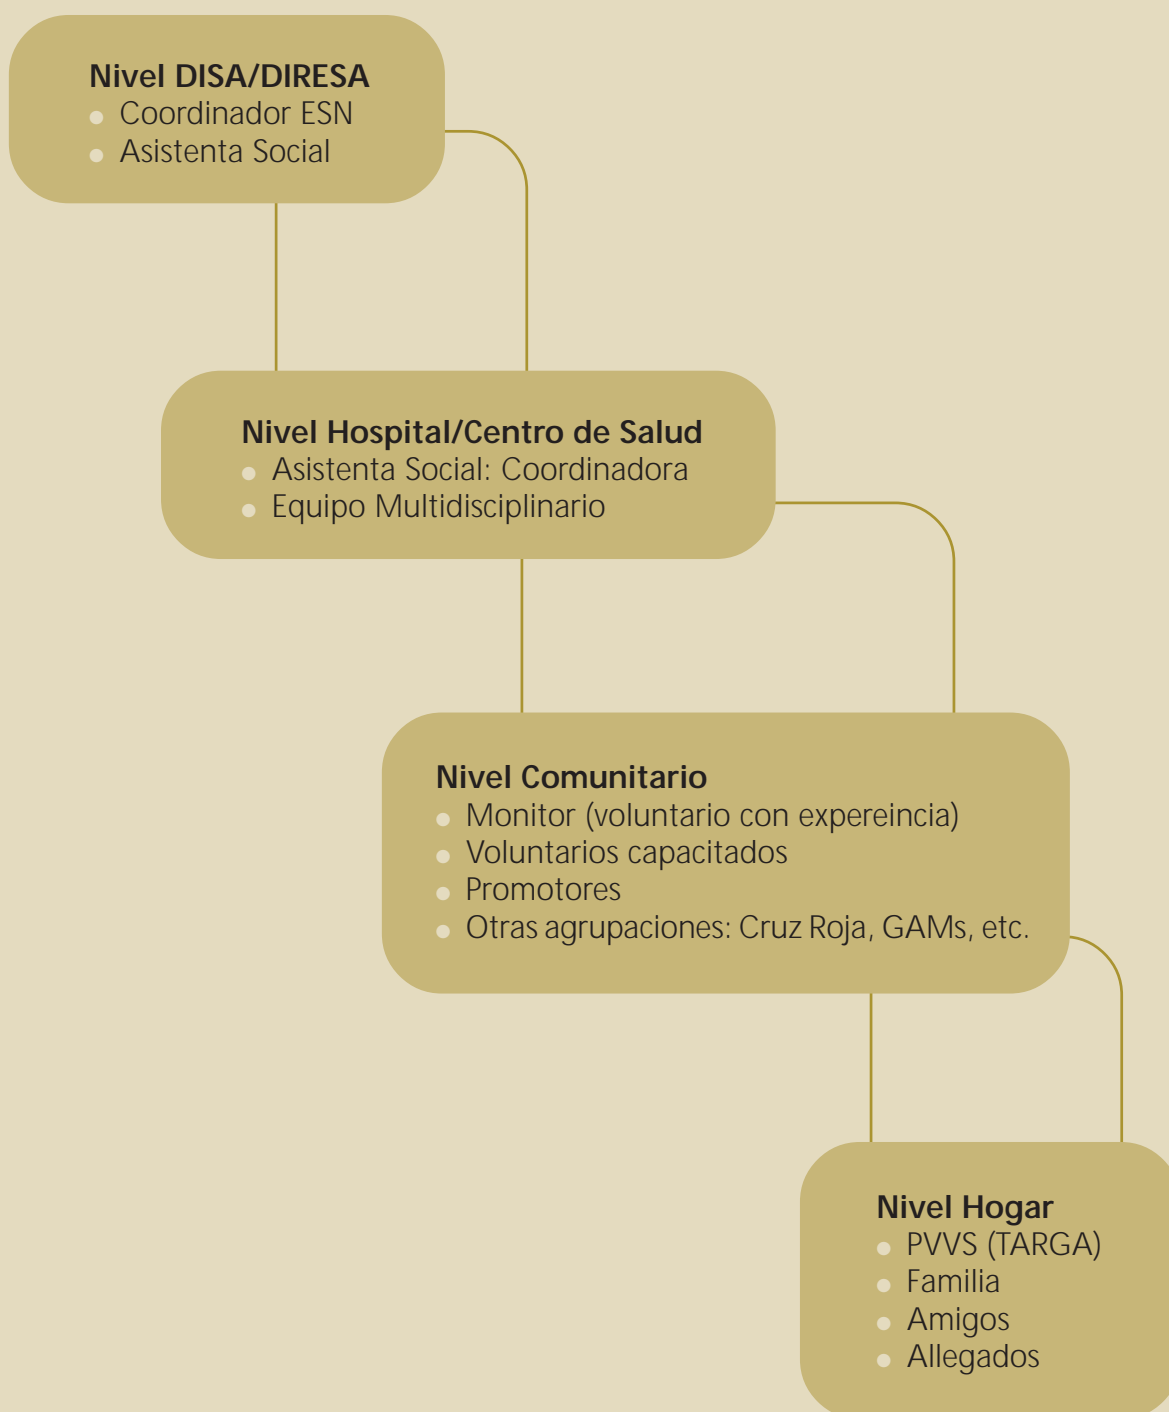 Nivel DISA/DIRESA
● Coordinador ESN
● Asistenta Social
Nivel Hospital/Centro de Salud
● Asistenta Social: Coordinadora
● Equipo Multidisciplinario
Nivel Comunitario
● Monitor (voluntario con expereincia)
● Voluntarios capacitados
● Promotores
● Otras agrupaciones: Cruz Roja, GAMs, etc.
Nivel Hogar
● PVVS (TARGA)
● Familia
● Amigos
● Allegados